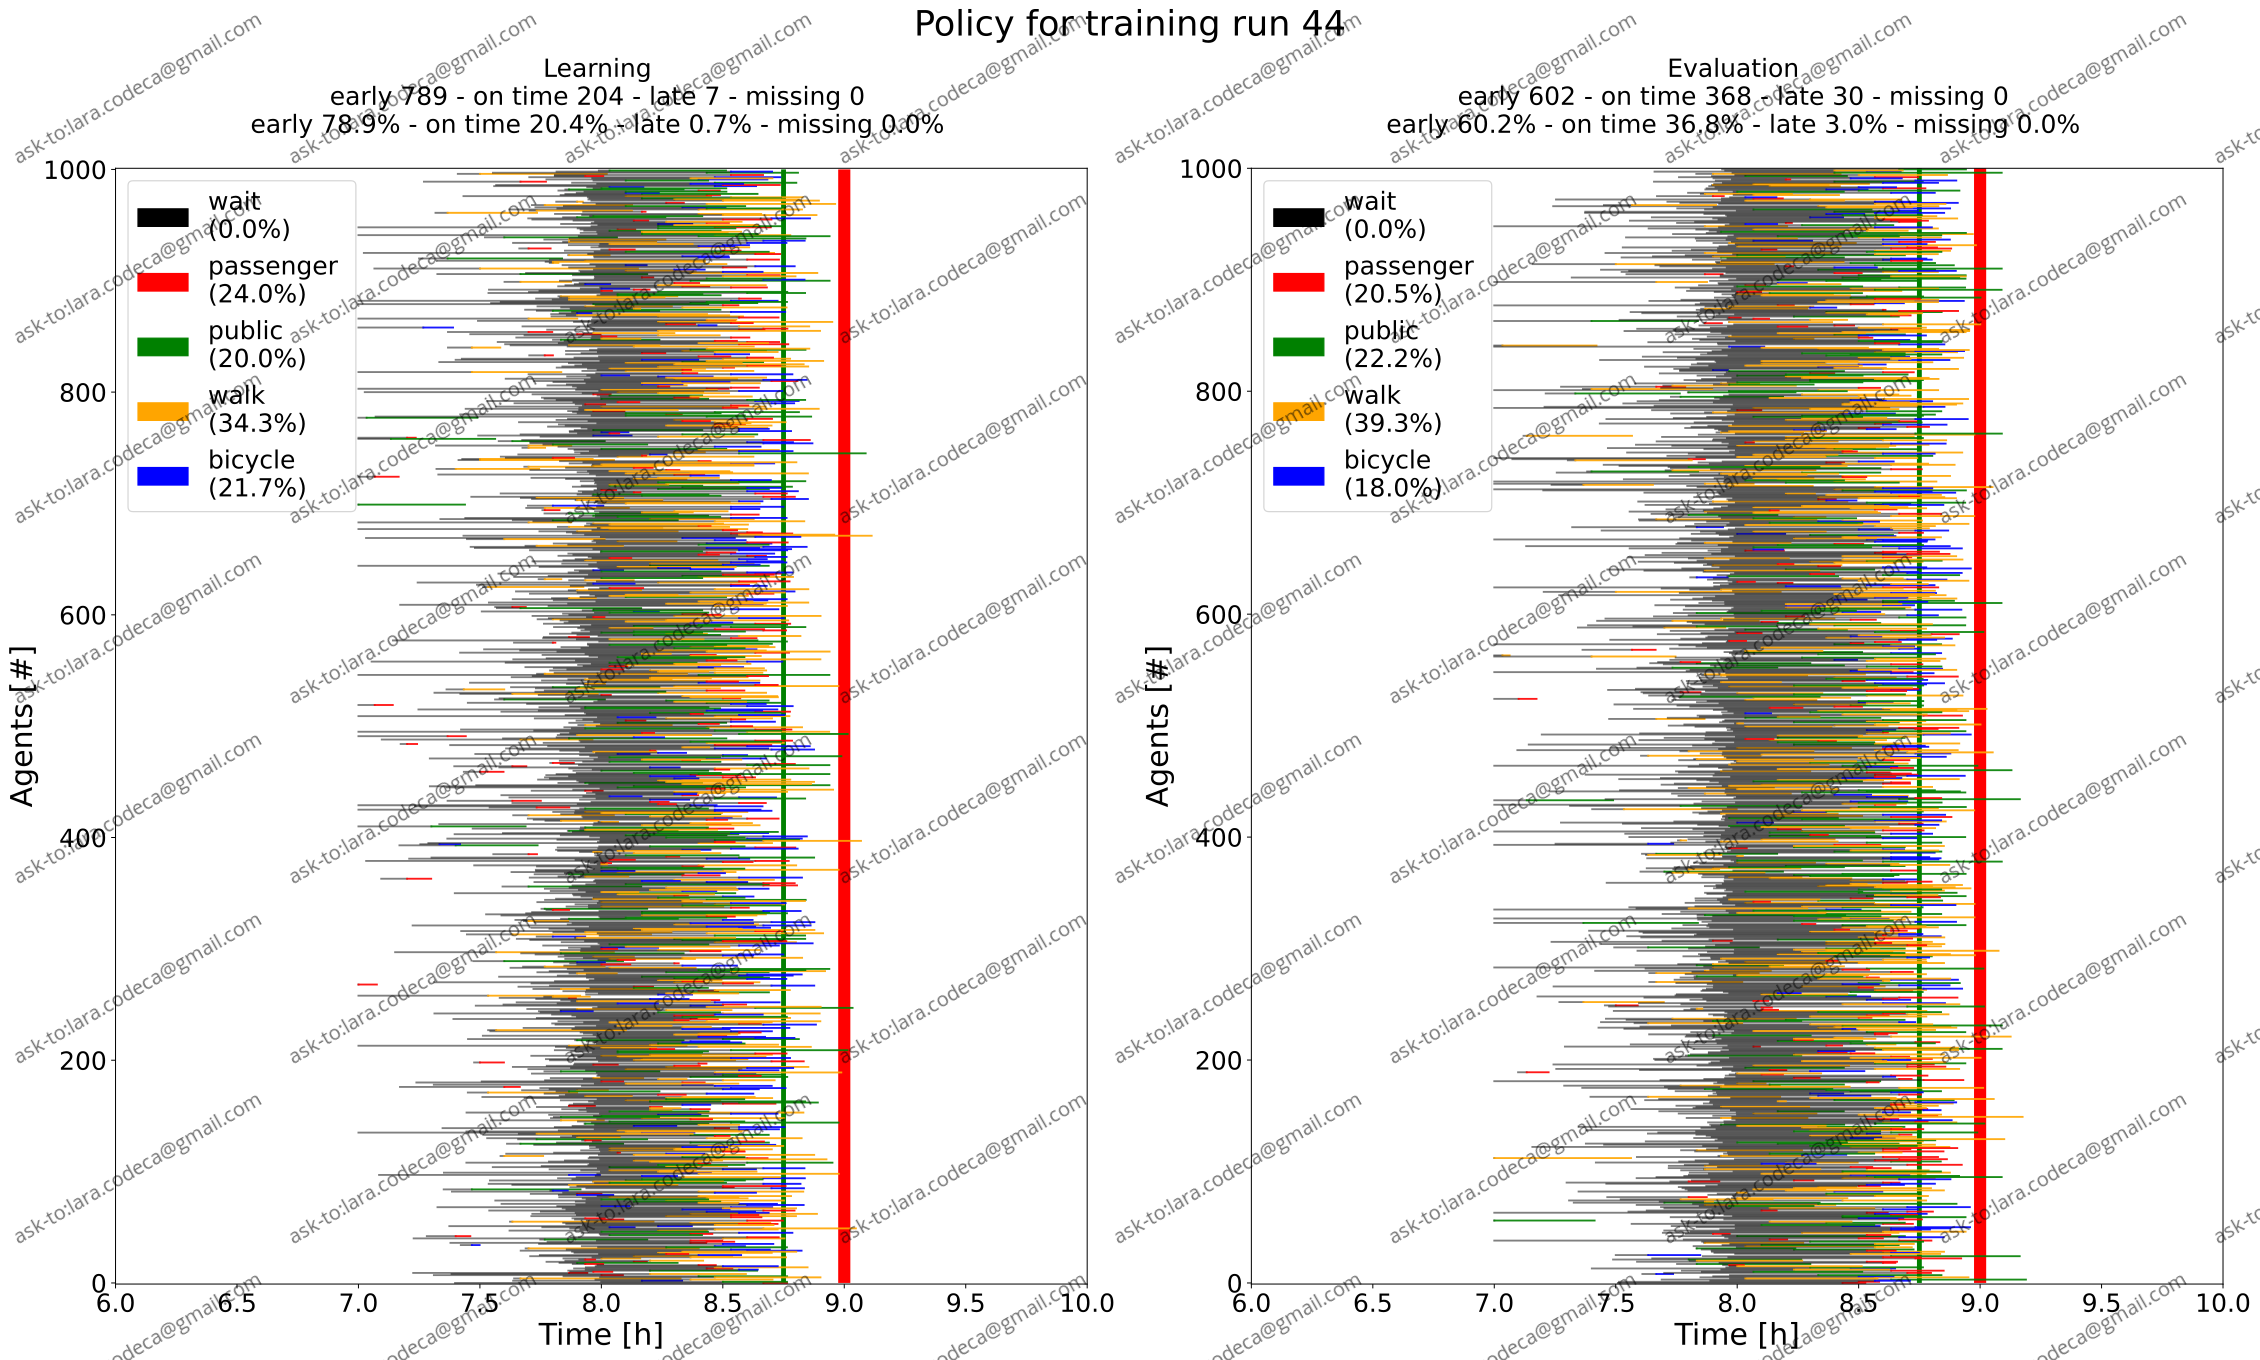 Policy for training run 44
Learning
early 789 - on time 204 - late 7 - missing 0
early 78.9% - on time 20.4% - late 0.7% - missing 0.0%
1000
800
600
400
200
0
Agents [#]
wait
(0.0%)
passenger
(24.0%)
public
(20.0%)
walk
(34.3%)
bicycle
(21.7%)
6.0 6.5 7.0 7.5 8.0 8.5 9.0 9.5 10.0
Time [h]
Evaluation
early 602 - on time 368 - late 30 - missing 0
early 60.2% - on time 36.8% - late 3.0% - missing 0.0%
1000
800
600
400
200
0
Agents [#]
wait
(0.0%)
passenger
(20.5%)
public
(22.2%)
walk
(39.3%)
bicycle
(18.0%)
6.0 6.5 7.0 7.5 8.0 8.5 9.0 9.5 10.0
Time [h]
ask-to:lara.codeca@gmail.com